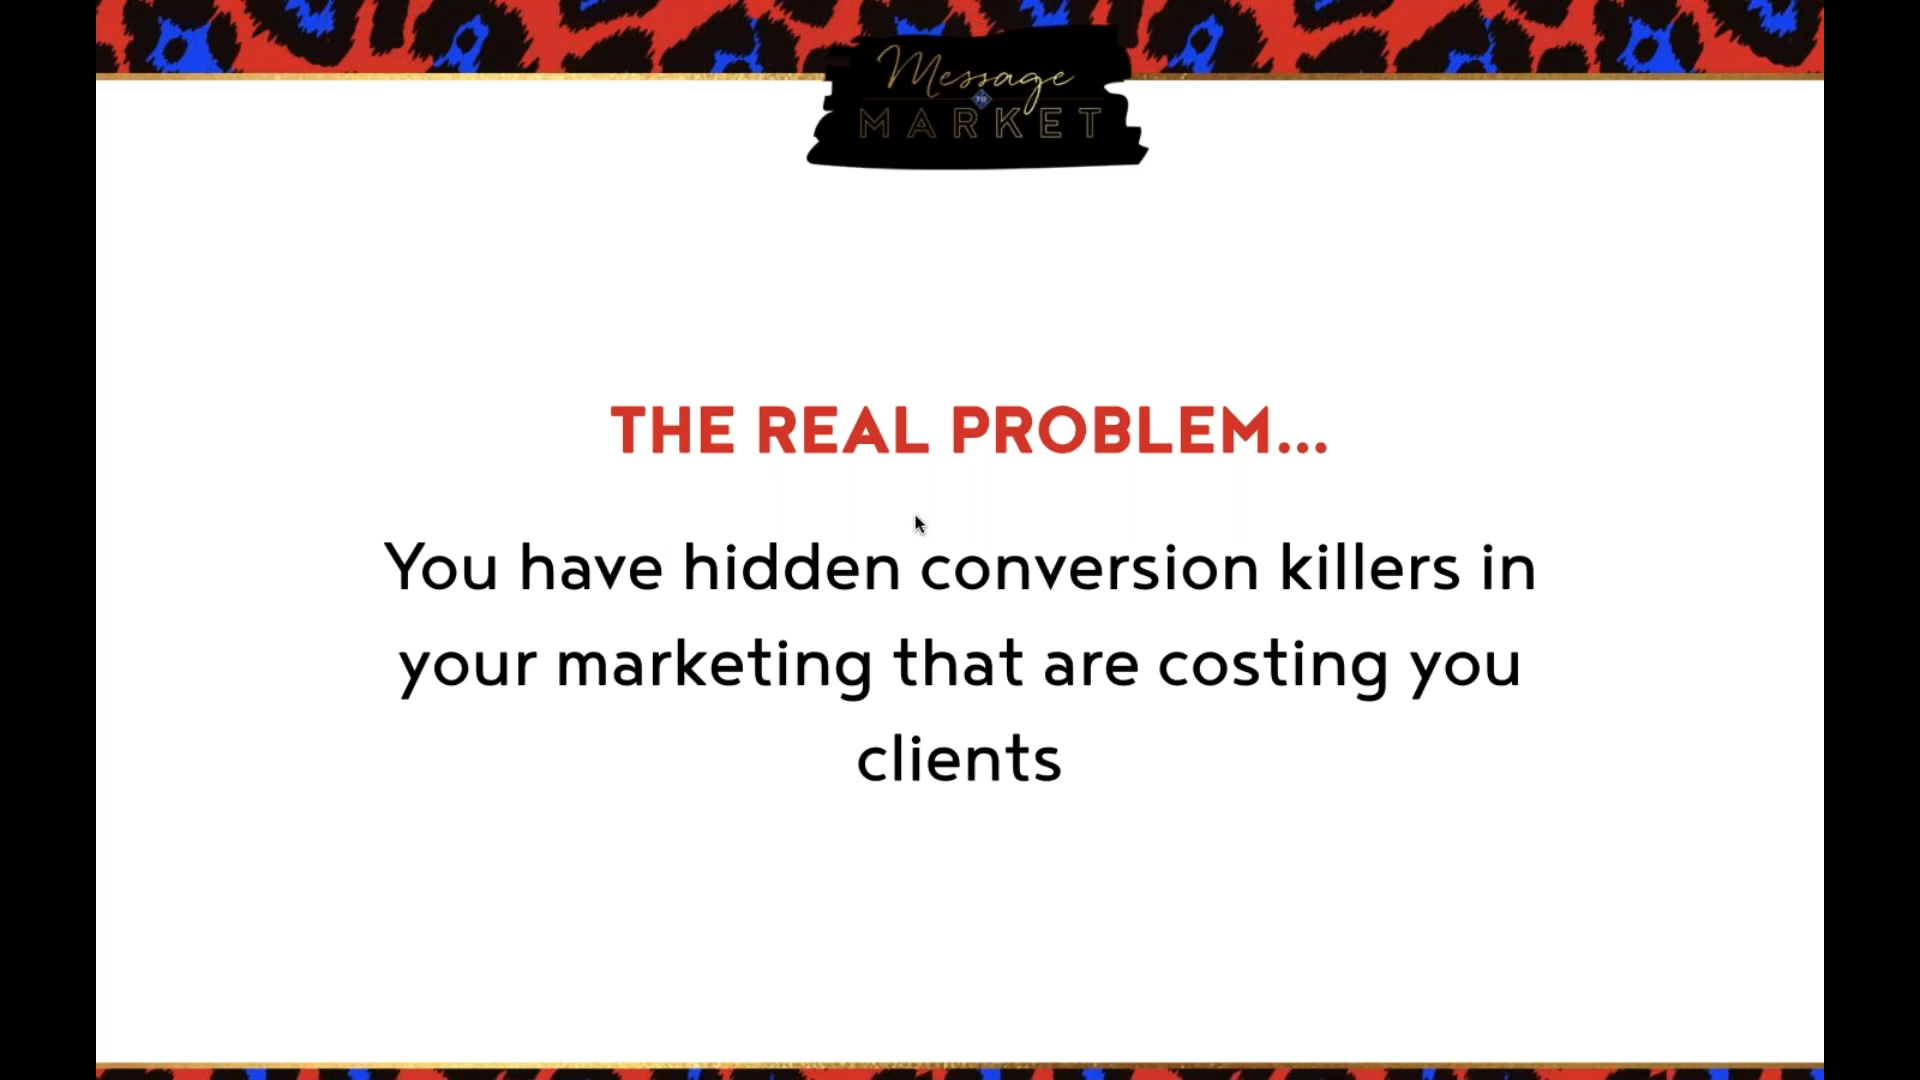 Message
TO
MARKET
THE REAL PROBLEM...
You have hidden conversion killers in
your marketing that are costing you
clients